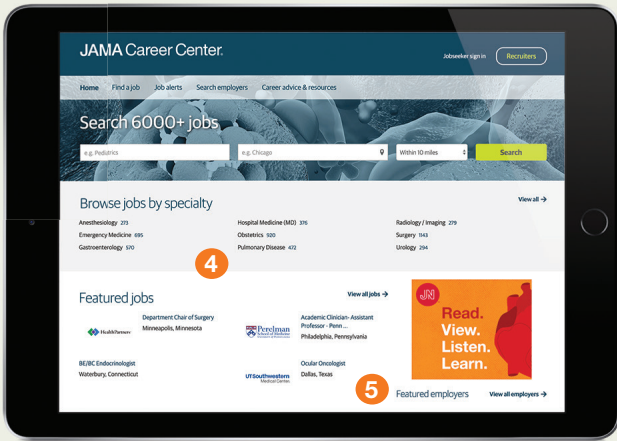 JAMA Career Center.
Jobseeker sign in
Recruiters
Home Find a job Job alerts Search employers Career advice & resources
Search 6000+ jobs
e.g. Pediatrics
e.g. Chicago
Within 10 miles
Search
Browse jobs by specialty
View all →
Anesthesiology 273
Hospital Medicine (MD) 376
Radiology / Imaging 279
Emergency Medicine 695
Obstetrics 920
Surgery 1143
Gastroenterology 570
Pulmonary Disease 472
Urology 294
4
Featured jobs
View all jobs →
HealthPartners
Department Chair of Surgery
Minneapolis, Minnesota
Perelman
School of Medicine
Academic Clinician- Assistant
Professor - Penn ...
Philadelphia, Pennsylvania
BE/BC Endocrinologist
Waterbury, Connecticut
UTSouthwestern
Medical Center
Ocular Oncologist
Dallas, Texas
JN
Read.
View.
Listen.
Learn.
5
Featured employers
View all employers →